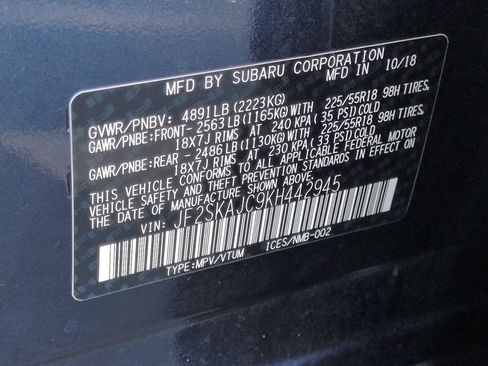 MFD BY SUBARU CORPORATION IN 10/18
GVWR/PNBV: 4891LB (2223KG)
GAWR/PNBE:FRONT- 2563LB(1165KG)WITH 225/55R18 98H TIRES,
18X7J RIMS AT 240 KPA( 35 PSI)COLD
GAWR/PNBE:REAR - 2486LB(1130KG)WITH 225/55R18 98H TIRES,
18X7J RIMS AT 230 KPA( 33 PSI)COLD
THIS VEHICLE CONFORMS TO ALL APPLICABLE FEDERAL MOTOR
VEHICLE SAFETY AND THEFT PREVENTION STANDARDS IN EFFECT
ON THE DATE OF MANUFACTURE SHOWN ABOVE.
VIN: JF2SKAJC9KH442945
TYPE:MPV/VTUM ICES/NMB-002